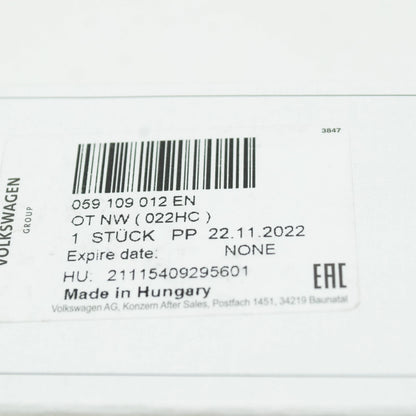 3847
VOLKSWAGEN
GROUP
059 109 012 EN
OT NW ( 022HC )
1 STÜCK PP 22.11.2022
Expire date: NONE
HU: 21115409295601
EAC
Made in Hungary
Volkswagen AG, Konzern After Sales, Postfach 1451, 34219 Baunatal